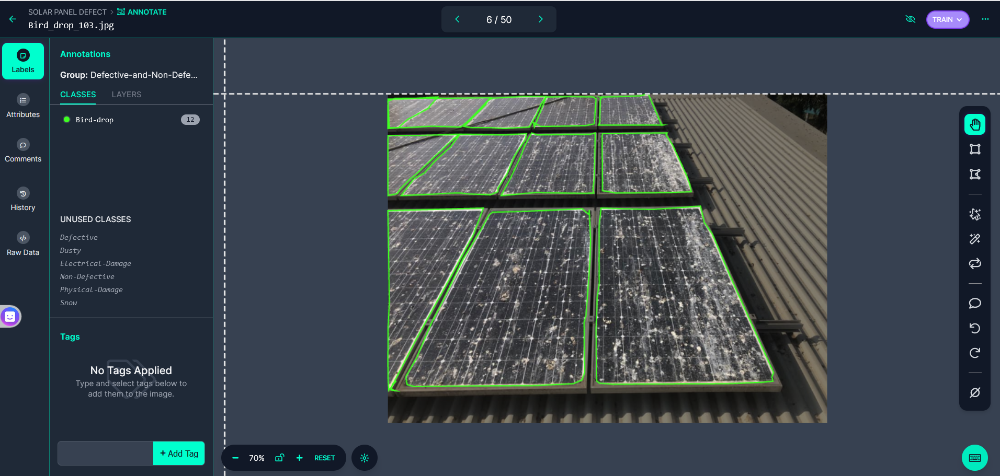 SOLAR PANEL DEFECT > ANNOTATE
Bird_drop_103.jpg
6 / 50
TRAIN
Labels
Attributes
Comments
History
Raw Data
Annotations
Group: Defective-and-Non-Defe...
CLASSES LAYERS
Bird-drop 12
UNUSED CLASSES
Defective
Dusty
Electrical-Damage
Non-Defective
Physical-Damage
Snow
Tags
No Tags Applied
Type and select tags below to
add them to the image.
+ Add Tag
70% RESET